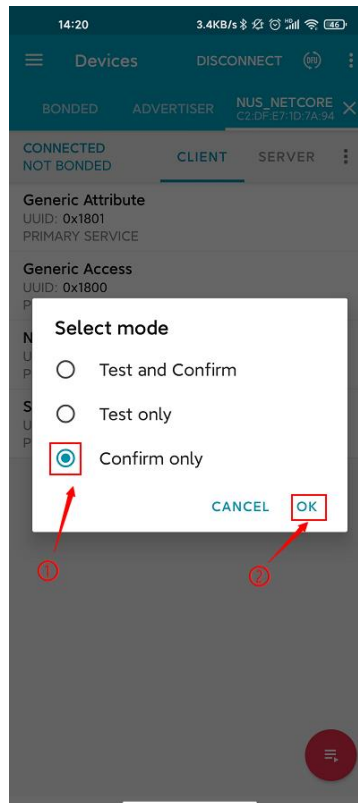 14:20 3.4KB/s HD 46
Devices DISCONNECT DFU
BONDED ADVERTISER NUS_NETCORE
C2:DF:E7:1D:7A:94
CONNECTED
NOT BONDED CLIENT SERVER
Generic Attribute
UUID: 0x1801
PRIMARY SERVICE
Generic Access
UUID: 0x1800
P
N
U
P
S
U
P
Select mode
Test and Confirm
Test only
Confirm only
CANCEL OK
①
②